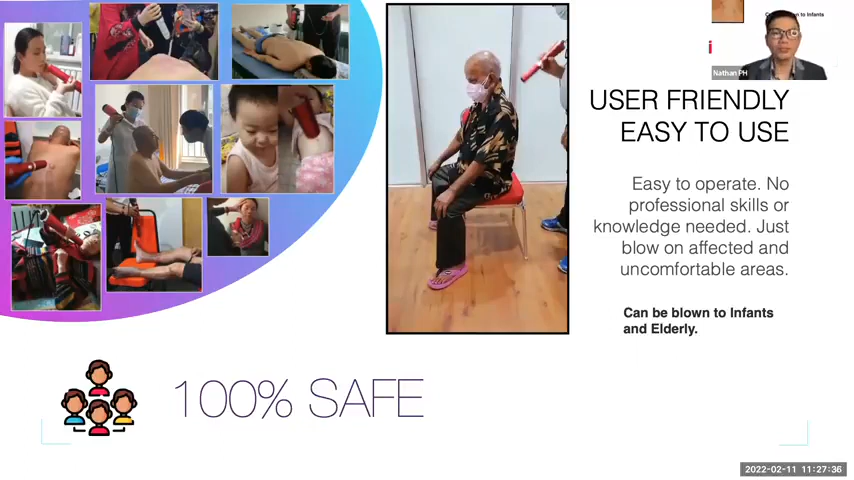 to Infants
i
Nathan PH
USER FRIENDLY
EASY TO USE
Easy to operate. No
professional skills or
knowledge needed. Just
blow on affected and
uncomfortable areas.
Can be blown to Infants
and Elderly.
100% SAFE
2022-02-11 11:27:36